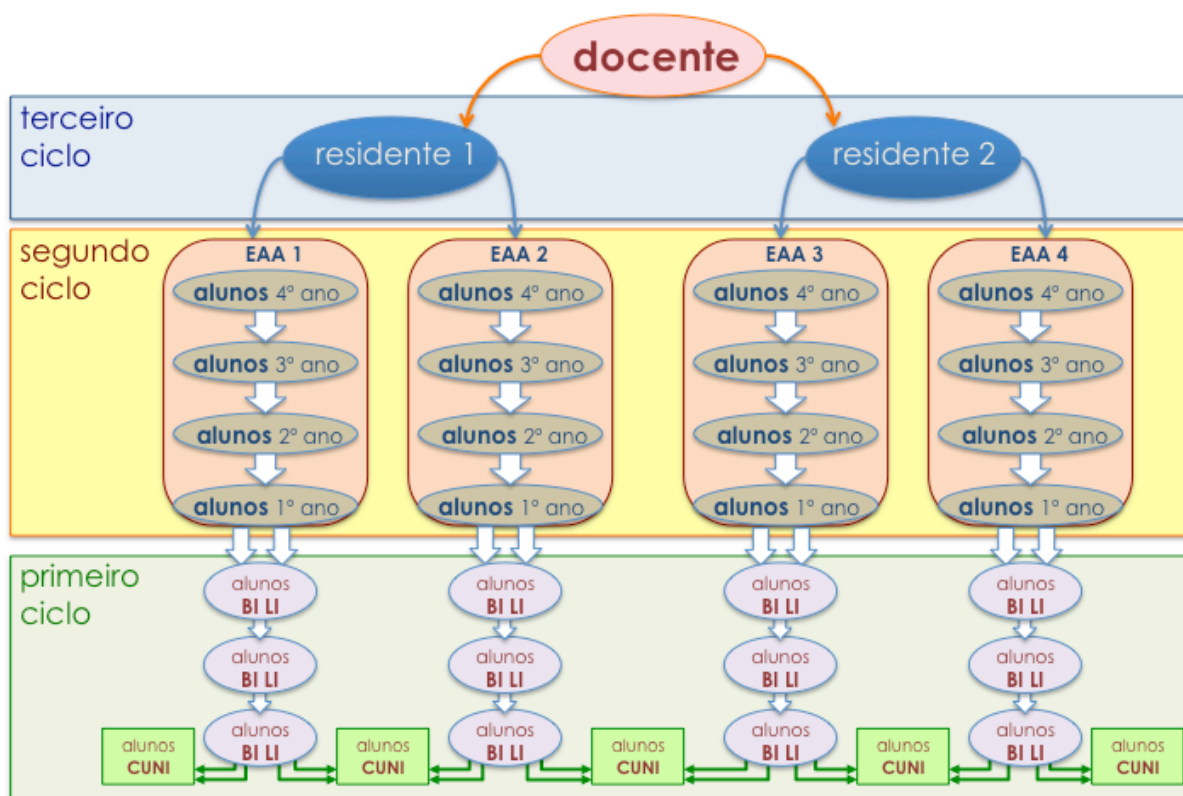 docente
terceiro
ciclo
residente 1
residente 2
segundo
ciclo
EAA 1
EAA 2
EAA 3
EAA 4
alunos 4º ano
alunos 4º ano
alunos 4º ano
alunos 4º ano
alunos 3º ano
alunos 3º ano
alunos 3º ano
alunos 3º ano
alunos 2º ano
alunos 2º ano
alunos 2º ano
alunos 2º ano
alunos 1º ano
alunos 1º ano
alunos 1º ano
alunos 1º ano
primeiro
ciclo
alunos
BI LI
alunos
BI LI
alunos
BI LI
alunos
BI LI
alunos
BI LI
alunos
BI LI
alunos
BI LI
alunos
BI LI
alunos
CUNI
alunos
BI LI
alunos
CUNI
alunos
BI LI
alunos
CUNI
alunos
BI LI
alunos
CUNI
alunos
BI LI
alunos
CUNI